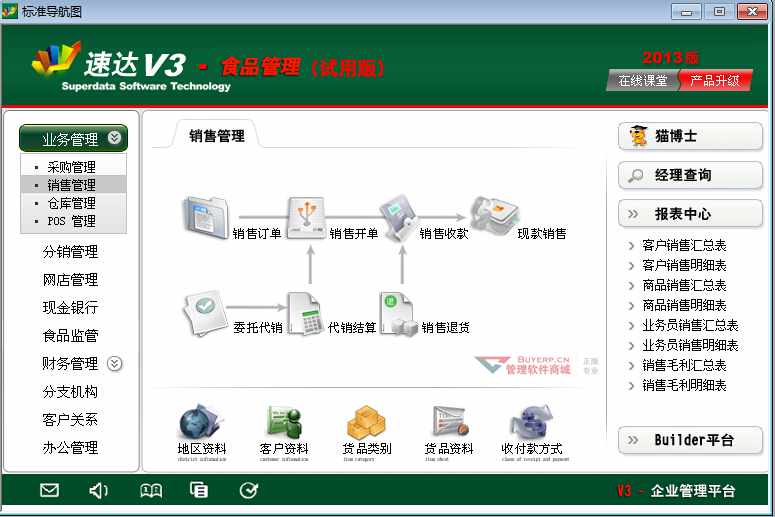 标准导航图
速达 V3 - 食品管理 (试用版)
Superdata Software Technology
2013版
在线课堂 产品升级
业务管理
采购管理
销售管理
仓库管理
POS 管理
分销管理
网店管理
现金银行
食品监管
财务管理
分支机构
客户关系
办公管理
销售管理
销售订单
销售开单
销售收款
现款销售
委托代销
代销结算
销售退货
BUYERP.CN
管理软件商城
正版
专业
地区资料
district infomation
客户资料
customer infomation
货品类别
item category
货品资料
item sheet
收付款方式
class of receipt and payment
猫博士
经理查询
报表中心
客户销售汇总表
客户销售明细表
商品销售汇总表
商品销售明细表
业务员销售汇总表
业务员销售明细表
销售毛利汇总表
销售毛利明细表
Builder平台
V3 - 企业管理平台